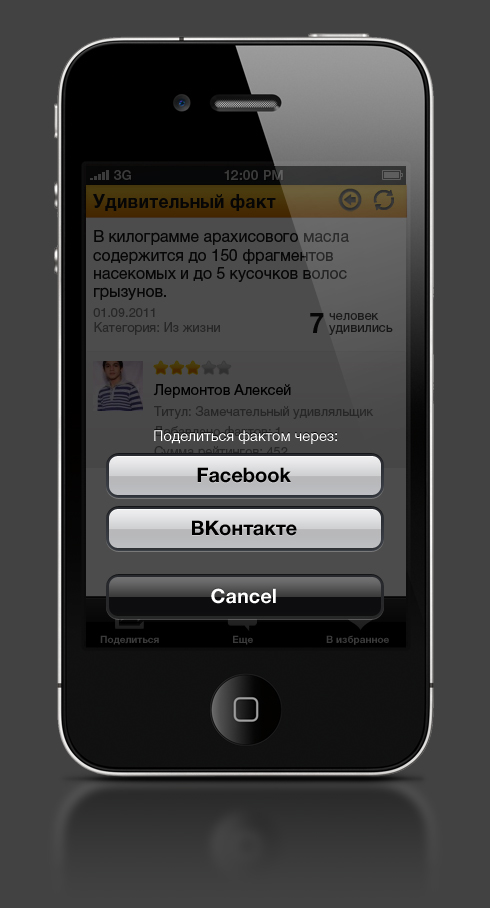 3G
12:00 PM
Удивительный факт
В килограмме арахисового масла
содержится до 150 фрагментов
насекомых и до 5 кусочков волос
грызунов.
01.09.2011
Категория: Из жизни
7 человек
удивились
Лермонтов Алексей
Титул: Замечательный удивляльщик
Добавлено фактов: 1
Поделиться фактом через:
Сумма рейтингов: 452
Facebook
ВКонтакте
Cancel
Поделиться
Еще
В избранное